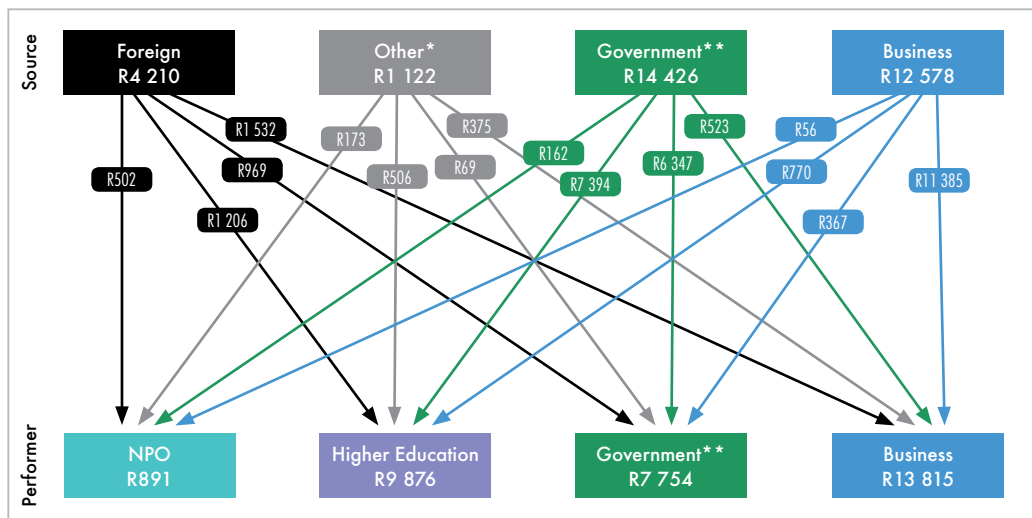 Source
Foreign
R4 210
Other*
R1 122
Government**
R14 426
Business
R12 578
R1 532
R375
R523
R56
R173
R162
R502
R969
R506
R69
R7 394
R6 347
R770
R11 385
R1 206
R367
Performer
NPO
R891
Higher Education
R9 876
Government**
R7 754
Business
R13 815